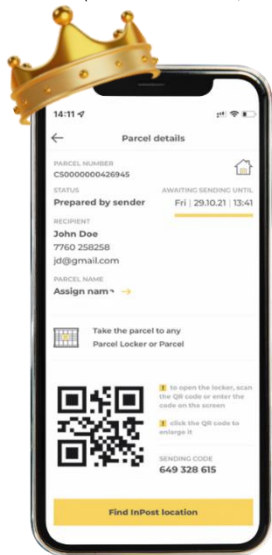 14:11
Parcel details
PARCEL NUMBER
CS0000000426945
STATUS
Prepared by sender
AWAITING SENDING UNTIL
Fri | 29.10.21 | 13:41
RECIPIENT
John Doe
7760 258258
jd@gmail.com
PARCEL NAME
Assign name →
Take the parcel to any
Parcel Locker or Parcel
to open the locker, scan
the QR code or enter the
code on the screen
click the QR code to
enlarge it
SENDING CODE
649 328 615
Find InPost location